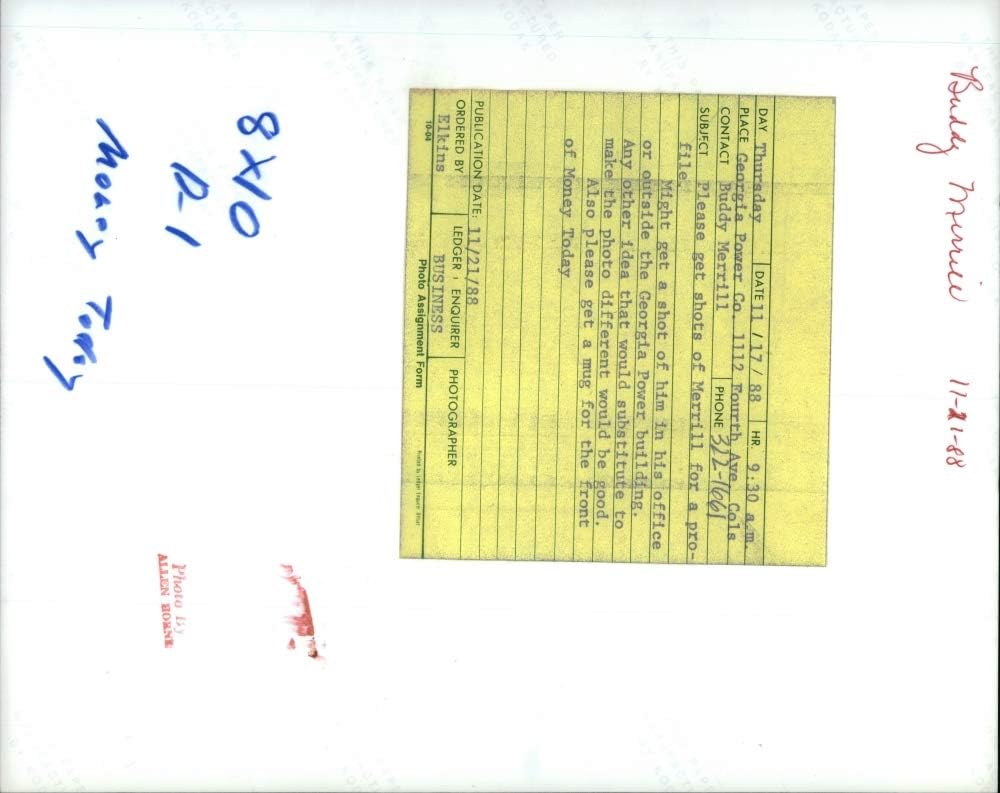 Buddy Merrill 11-21-88
DAY Thursday DATE 11/17/88 HR. 9:30 a.m.
PLACE Georgia Power Co. 1112 Fourth Ave Cols
CONTACT Buddy Merrill PHONE 322-1661
SUBJECT Please get shots of Merrill for a pro-
file.
Might get a shot of him in his office
or outside the Georgia Power building.
Any other idea that would substitute to
make the photo different would be good.
Also please get a mug for the front
of Money Today
PUBLICATION DATE: 11/21/88
ORDERED BY LEDGER ENQUIRER PHOTOGRAPHER
Elkins BUSINESS
10-04 Photo Assignment Form
8X10
R-1
Money Today
Photo By
ALLEN HORNE